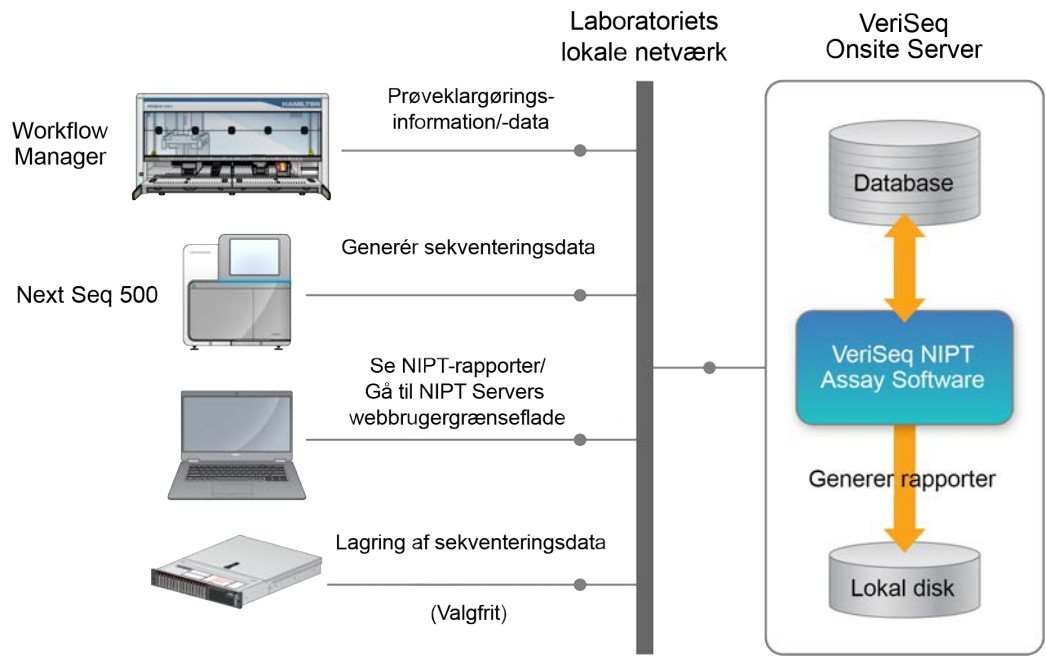 Laboratoriets
lokale netværk
VeriSeq
Onsite Server
Workflow
Manager
HAMILTON
Prøveklargørings-
information/-data
Database
Next Seq 500
Generér sekventeringsdata
VeriSeq NIPT
Assay Software
Se NIPT-rapporter/
Gå til NIPT Servers
webbrugergrænseflade
Generer rapporter
Lagring af sekventeringsdata
(Valgfrit)
Lokal disk